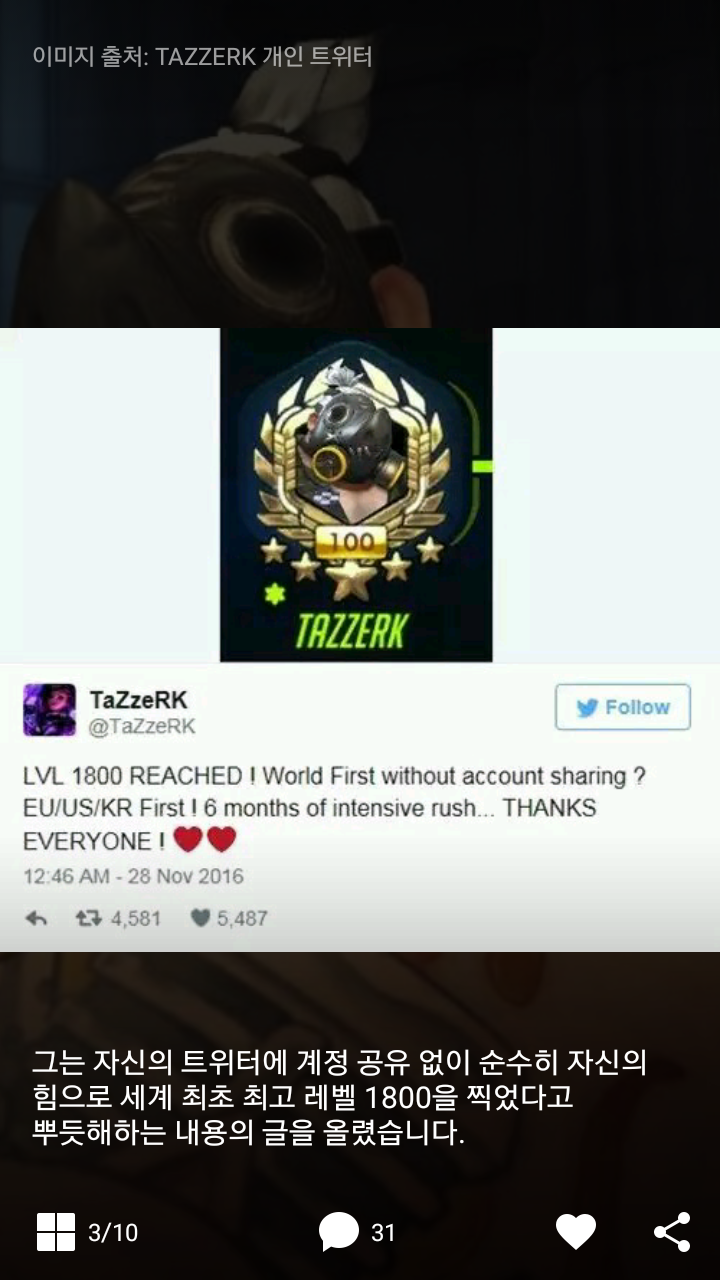 이미지 출처: TAZZERK 개인 트위터
100
TAZZERK
TaZzeRK
@TaZzeRK
Follow
LVL 1800 REACHED ! World First without account sharing ?
EU/US/KR First ! 6 months of intensive rush... THANKS
EVERYONE ! ❤❤
12:46 AM - 28 Nov 2016
4,581 5,487
그는 자신의 트위터에 계정 공유 없이 순수히 자신의
힘으로 세계 최초 최고 레벨 1800을 찍었다고
뿌듯해하는 내용의 글을 올렸습니다.
3/10 31